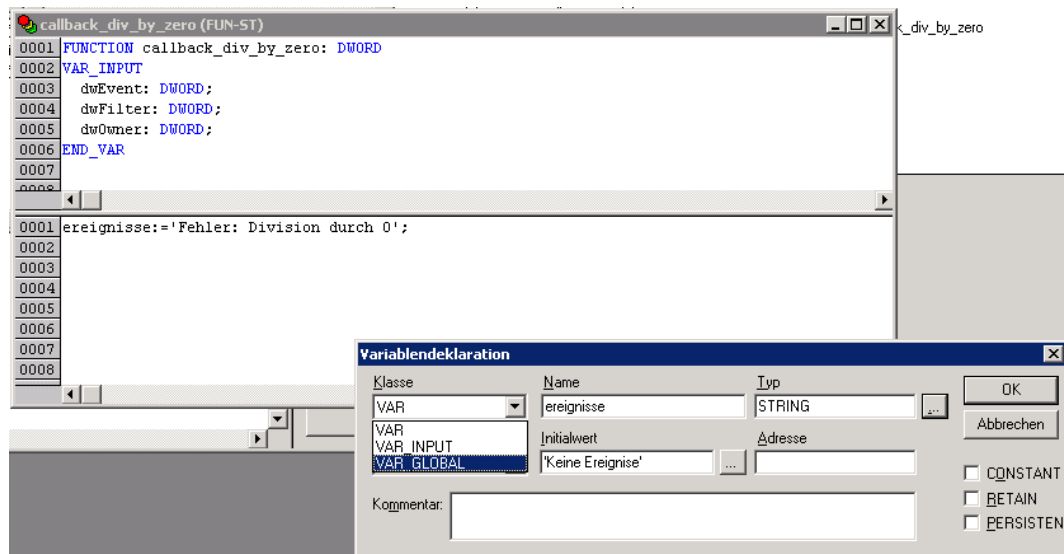 callback_div_by_zero (FUN-ST)
k_div_by_zero
0001 FUNCTION callback_div_by_zero: DWORD
0002 VAR_INPUT
0003 dwEvent: DWORD;
0004 dwFilter: DWORD;
0005 dwOwner: DWORD;
0006 END_VAR
0007
0008
0001 ereignisse:='Fehler: Division durch 0';
0002
0003
0004
0005
0006
0007
0008
Variablendeklaration
Klasse Name Typ
VAR ereignisse STRING ... OK
VAR Initialwert Adresse Abbrechen
VAR_INPUT
VAR_GLOBAL 'Keine Ereignise' ...
CONSTANT
Kommentar: RETAIN
PERSISTEN